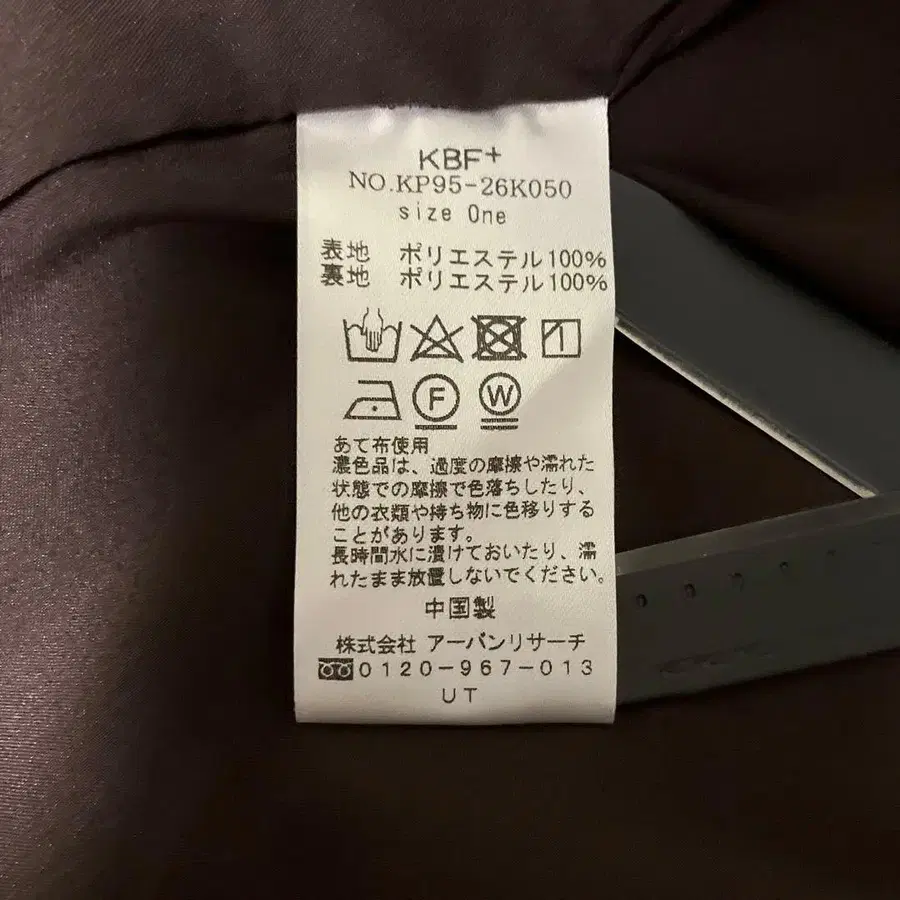 KBF+
NO.KP95-26K050
size One
表地 ポリエステル100%
裏地 ポリエステル100%
F W
あて布使用
濃色品は、過度の摩擦や濡れた
状態での摩擦で色落ちしたり、
他の衣類や持ち物に色移りする
ことがあります。
長時間水に漬けておいたり、濡
れたまま放置しないでください。
中国製
株式会社 アーバンリサーチ
0120-967-013
UT